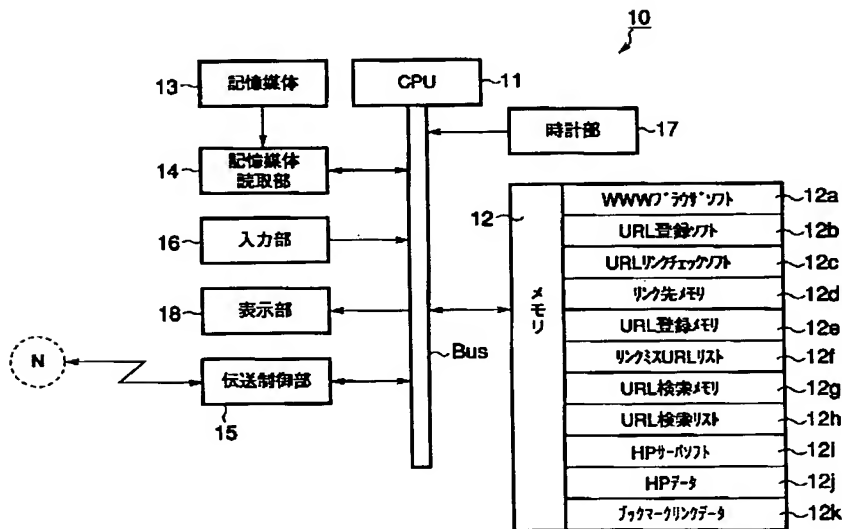 10
13
記憶媒体
CPU
11
時計部
17
14
記憶媒体
読取部
16
入力部
18
表示部
N
伝送制御部
15
Bus
12
メモリ
WWWブラウザソフト
12a
URL登録ソフト
12b
URLリンクチェックソフト
12c
リンク先メモリ
12d
URL登録メモリ
12e
リンクミスURLリスト
12f
URL検索メモリ
12g
URL検索リスト
12h
HPサーバソフト
12i
HPデータ
12j
ブックマークリンクデータ
12k